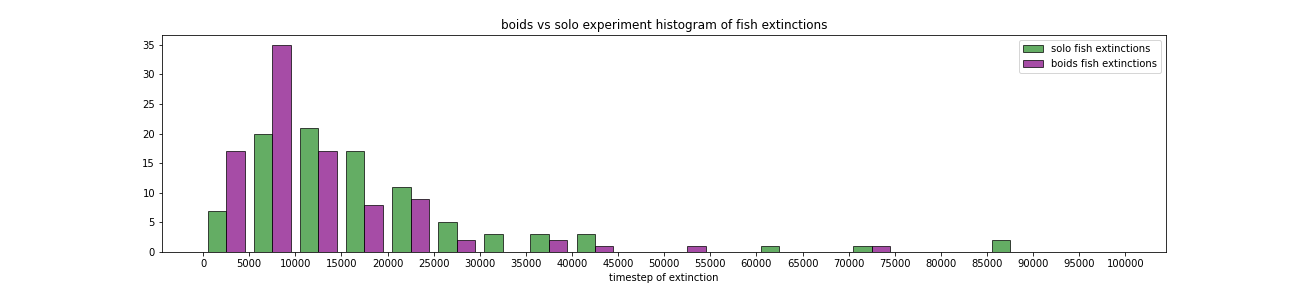 boids vs solo experiment histogram of fish extinctions
solo fish extinctions
boids fish extinctions
35
30
25
20
15
10
5
0
0 5000 10000 15000 20000 25000 30000 35000 40000 45000 50000 55000 60000 65000 70000 75000 80000 85000 90000 95000 100000
timestep of extinction